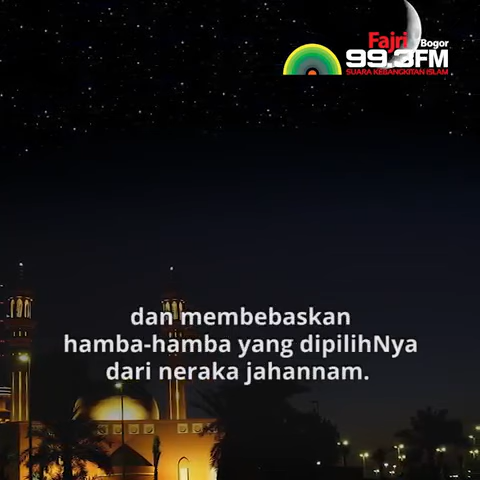 Fajri Bogor
99.3FM
SUARA KEBANGKITAN ISLAM
dan membebaskan
hamba-hamba yang dipilihNya
dari neraka jahannam.